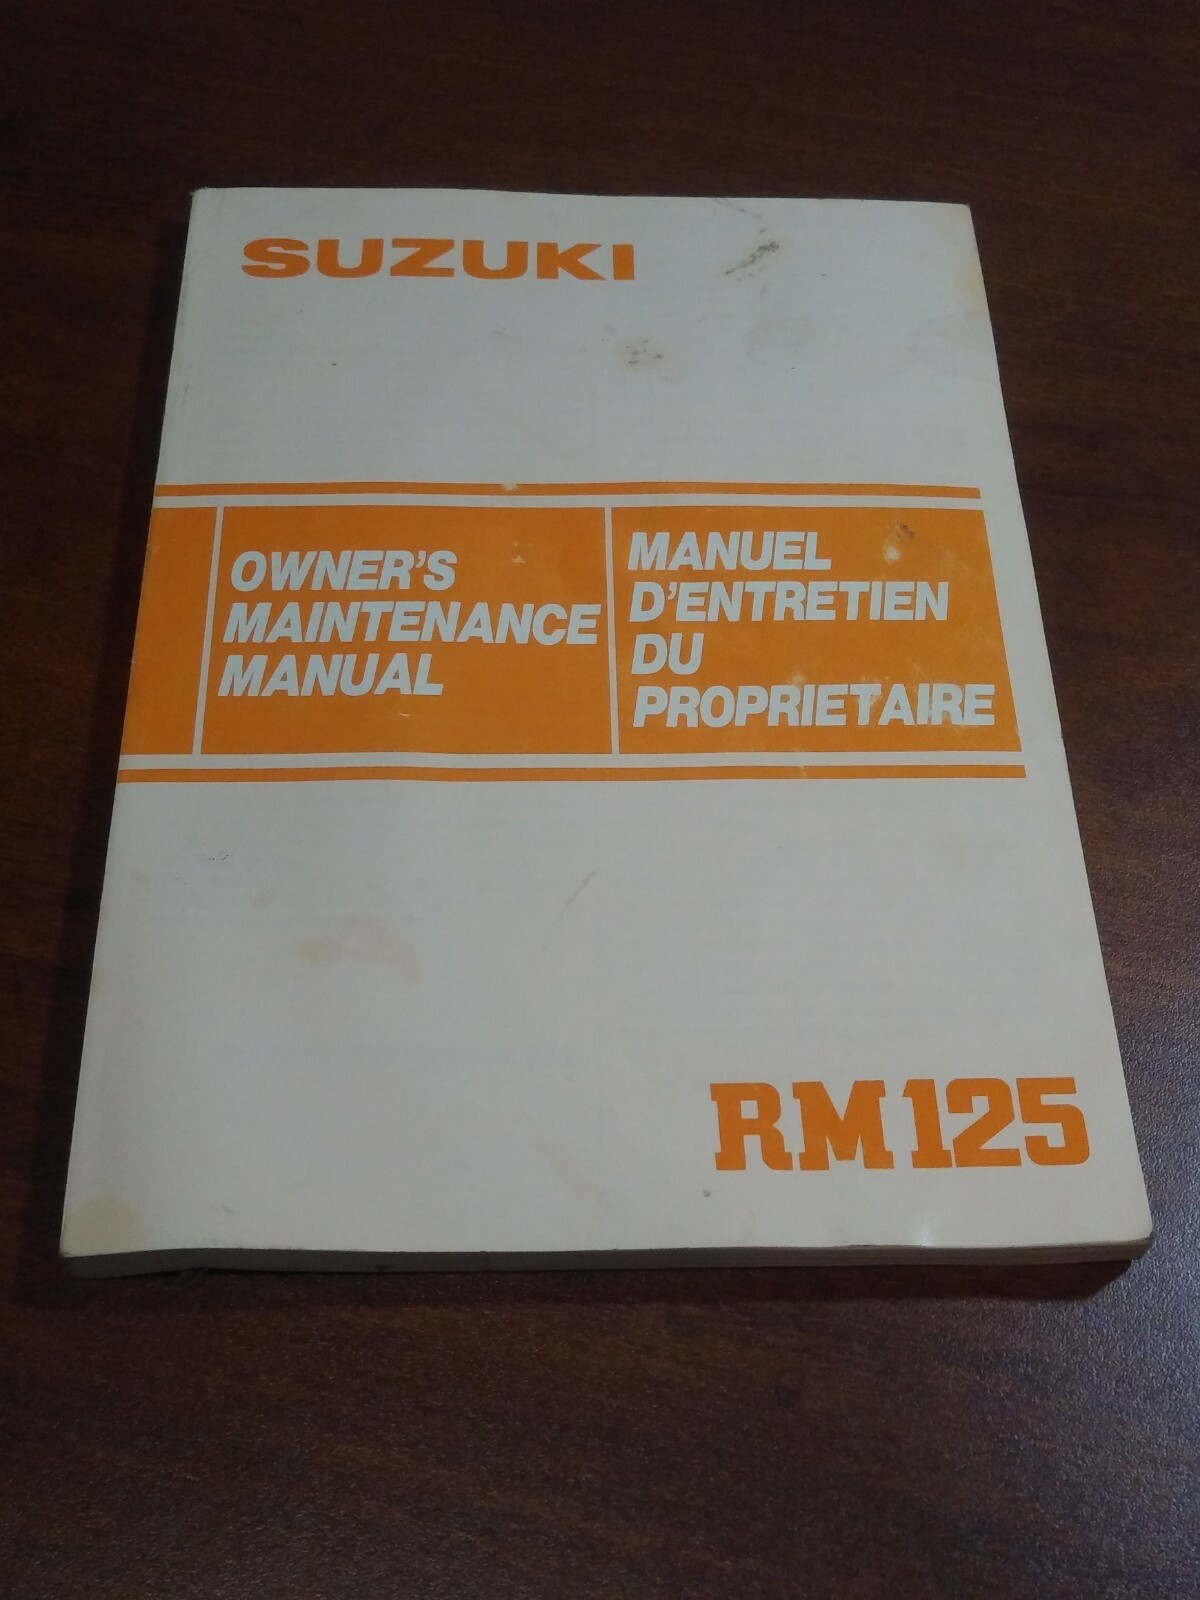 SUZUKI
OWNER'S
MAINTENANCE
MANUAL
MANUEL
D'ENTRETIEN
DU
PROPRIETAIRE
RM125